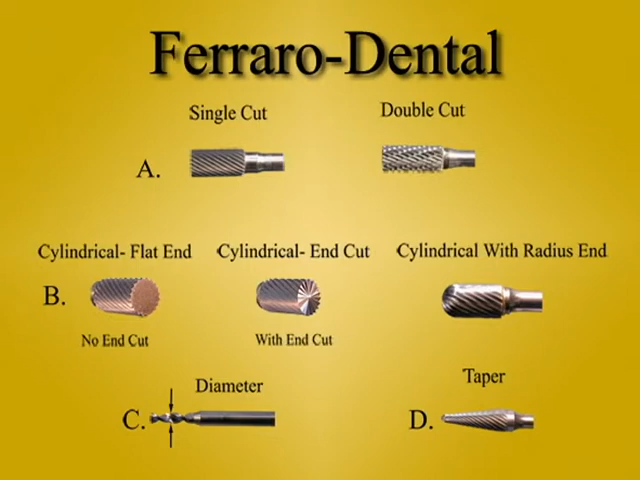 Ferraro-Dental
Single Cut
Double Cut
A.
Cylindrical- Flat End
Cylindrical- End Cut
Cylindrical With Radius End
B.
No End Cut
With End Cut
Diameter
Taper
C.
D.